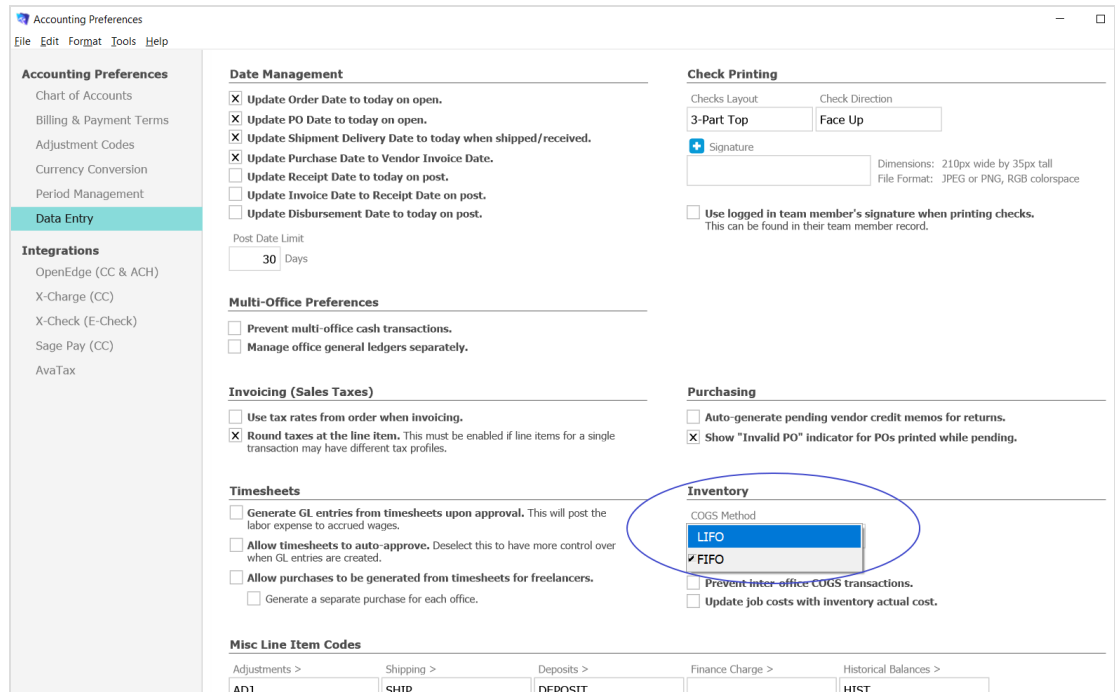 Accounting Preferences
File Edit Format Tools Help
Accounting Preferences
Chart of Accounts
Billing & Payment Terms
Adjustment Codes
Currency Conversion
Period Management
Data Entry
Integrations
OpenEdge (CC & ACH)
X-Charge (CC)
X-Check (E-Check)
Sage Pay (CC)
AvaTax
Date Management
Update Order Date to today on open.
Update PO Date to today on open.
Update Shipment Delivery Date to today when shipped/received.
Update Purchase Date to Vendor Invoice Date.
Update Receipt Date to today on post.
Update Invoice Date to Receipt Date on post.
Update Disbursement Date to today on post.
Post Date Limit
30 Days
Check Printing
Checks Layout Check Direction
3-Part Top Face Up
Signature
Dimensions: 210px wide by 35px tall
File Format: JPEG or PNG, RGB colorspace
Use logged in team member's signature when printing checks.
This can be found in their team member record.
Multi-Office Preferences
Prevent multi-office cash transactions.
Manage office general ledgers separately.
Invoicing (Sales Taxes)
Use tax rates from order when invoicing.
Round taxes at the line item. This must be enabled if line items for a single
transaction may have different tax profiles.
Purchasing
Auto-generate pending vendor credit memos for returns.
Show "Invalid PO" indicator for POs printed while pending.
Timesheets
Generate GL entries from timesheets upon approval. This will post the
labor expense to accrued wages.
Allow timesheets to auto-approve. Deselect this to have more control over
when GL entries are created.
Allow purchases to be generated from timesheets for freelancers.
Generate a separate purchase for each office.
Inventory
COGS Method
LIFO
FIFO
Prevent inter-office COGS transactions.
Update job costs with inventory actual cost.
Misc Line Item Codes
Adjustments > Shipping > Deposits > Finance Charge > Historical Balances >
ADJ SHIP DEPOSIT HIST